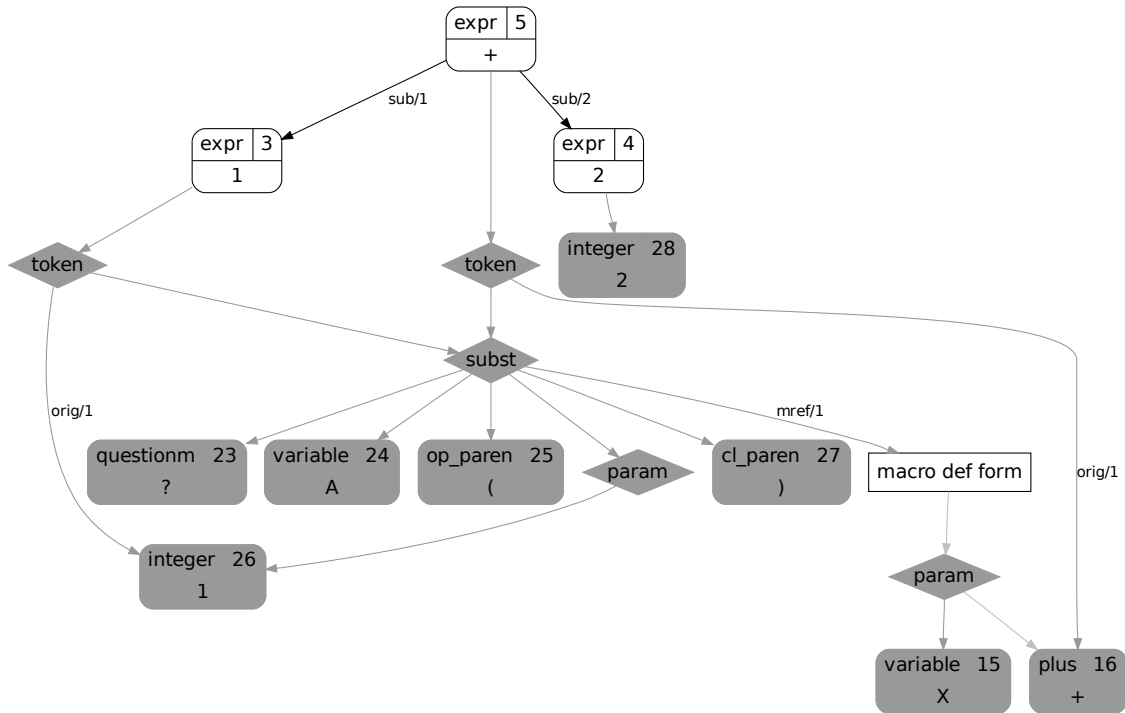 expr 5
+
sub/1
sub/2
expr 3
1
expr 4
2
token
token
integer 28
2
subst
orig/1
mref/1
questionm 23
?
variable 24
A
op_paren 25
(
param
cl_paren 27
)
macro def form
orig/1
integer 26
1
param
variable 15
X
plus 16
+